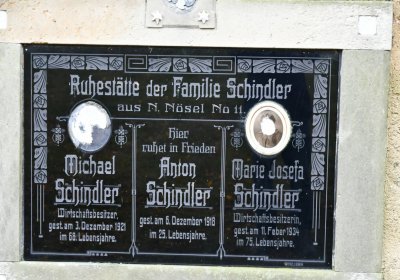 Ruhestätte der Familie Schindler
aus N. Nösel No 11.
Michael
Schindler
Wirtschaftsbesitzer,
gest. am 3. Dezember 1921
im 68. Lebensjahre.
Hier
ruhet in Frieden
Anton
Schindler
gest. am 6. Dezember 1918
im 25. Lebensjahre.
Marie Josefa
Schindler
Wirtschaftsbesitzerin,
gest. am 11. Feber 1934
im 75. Lebensjahre.